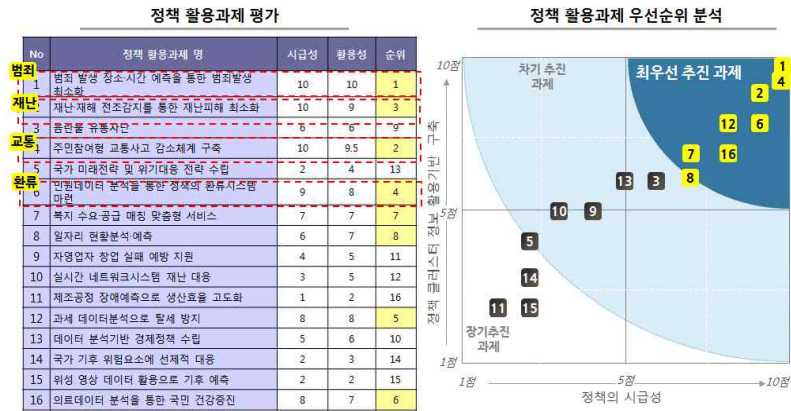 정책 활용과제 평가
No 정책 활용과제 명 시급성 활용성 순위
범죄
1 범죄 발생 장소·시간 예측을 통한 범죄발생 최소화 10 10 1
재난
2 재난·재해 전조감지를 통한 재난피해 최소화 10 9 3
3 음란물 유통차단 6 6 9
교통
4 주민참여형 교통사고 감소체계 구축 10 9.5 2
5 국가 미래전략 및 위기대응 전략 수립 2 4 13
환류
6 민원데이터 분석을 통한 정책의 환류시스템 마련 9 8 4
7 복지 수요·공급 매칭 맞춤형 서비스 7 7 7
8 일자리 현황분석·예측 6 7 8
9 자영업자 창업 실패 예방 지원 4 5 11
10 실시간 네트워크시스템 재난 대응 3 5 12
11 제조공정 장애예측으로 생산효율 고도화 1 2 16
12 과세 데이터분석으로 탈세 방지 8 8 5
13 데이터 분석기반 경제정책 수립 5 6 10
14 국가 기후 위험요소에 선제적 대응 2 3 14
15 위성 영상 데이터 활용으로 기후 예측 2 2 15
16 의료데이터 분석을 통한 국민 건강증진 8 7 6
정책 활용과제 우선순위 분석
10점
차기 추진
과제
최우선 추진 과제
1
4
2
12 6
7 16
8
13 3
10 9
5점
5
14
11 15
장기추진
과제
1점
정책 클러스터 정보 활용기반 구축
1점 5점 10점
정책의 시급성